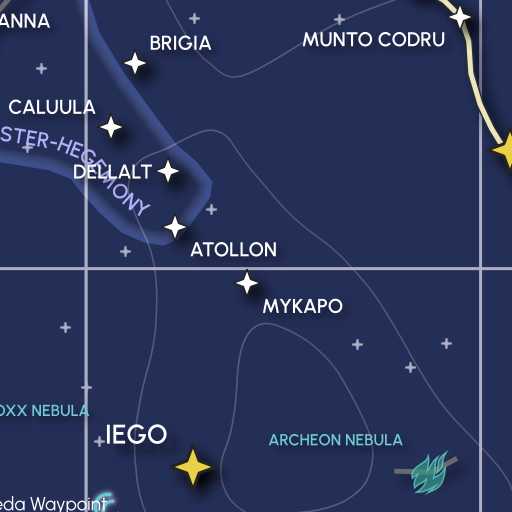 ANNA
BRIGIA
MUNTO CODRU
CALUULA
STER-HEGEMONY
DELLALT
ATOLLON
MYKAPO
OXX NEBULA
IEGO
ARCHEON NEBULA
eda Waypoint